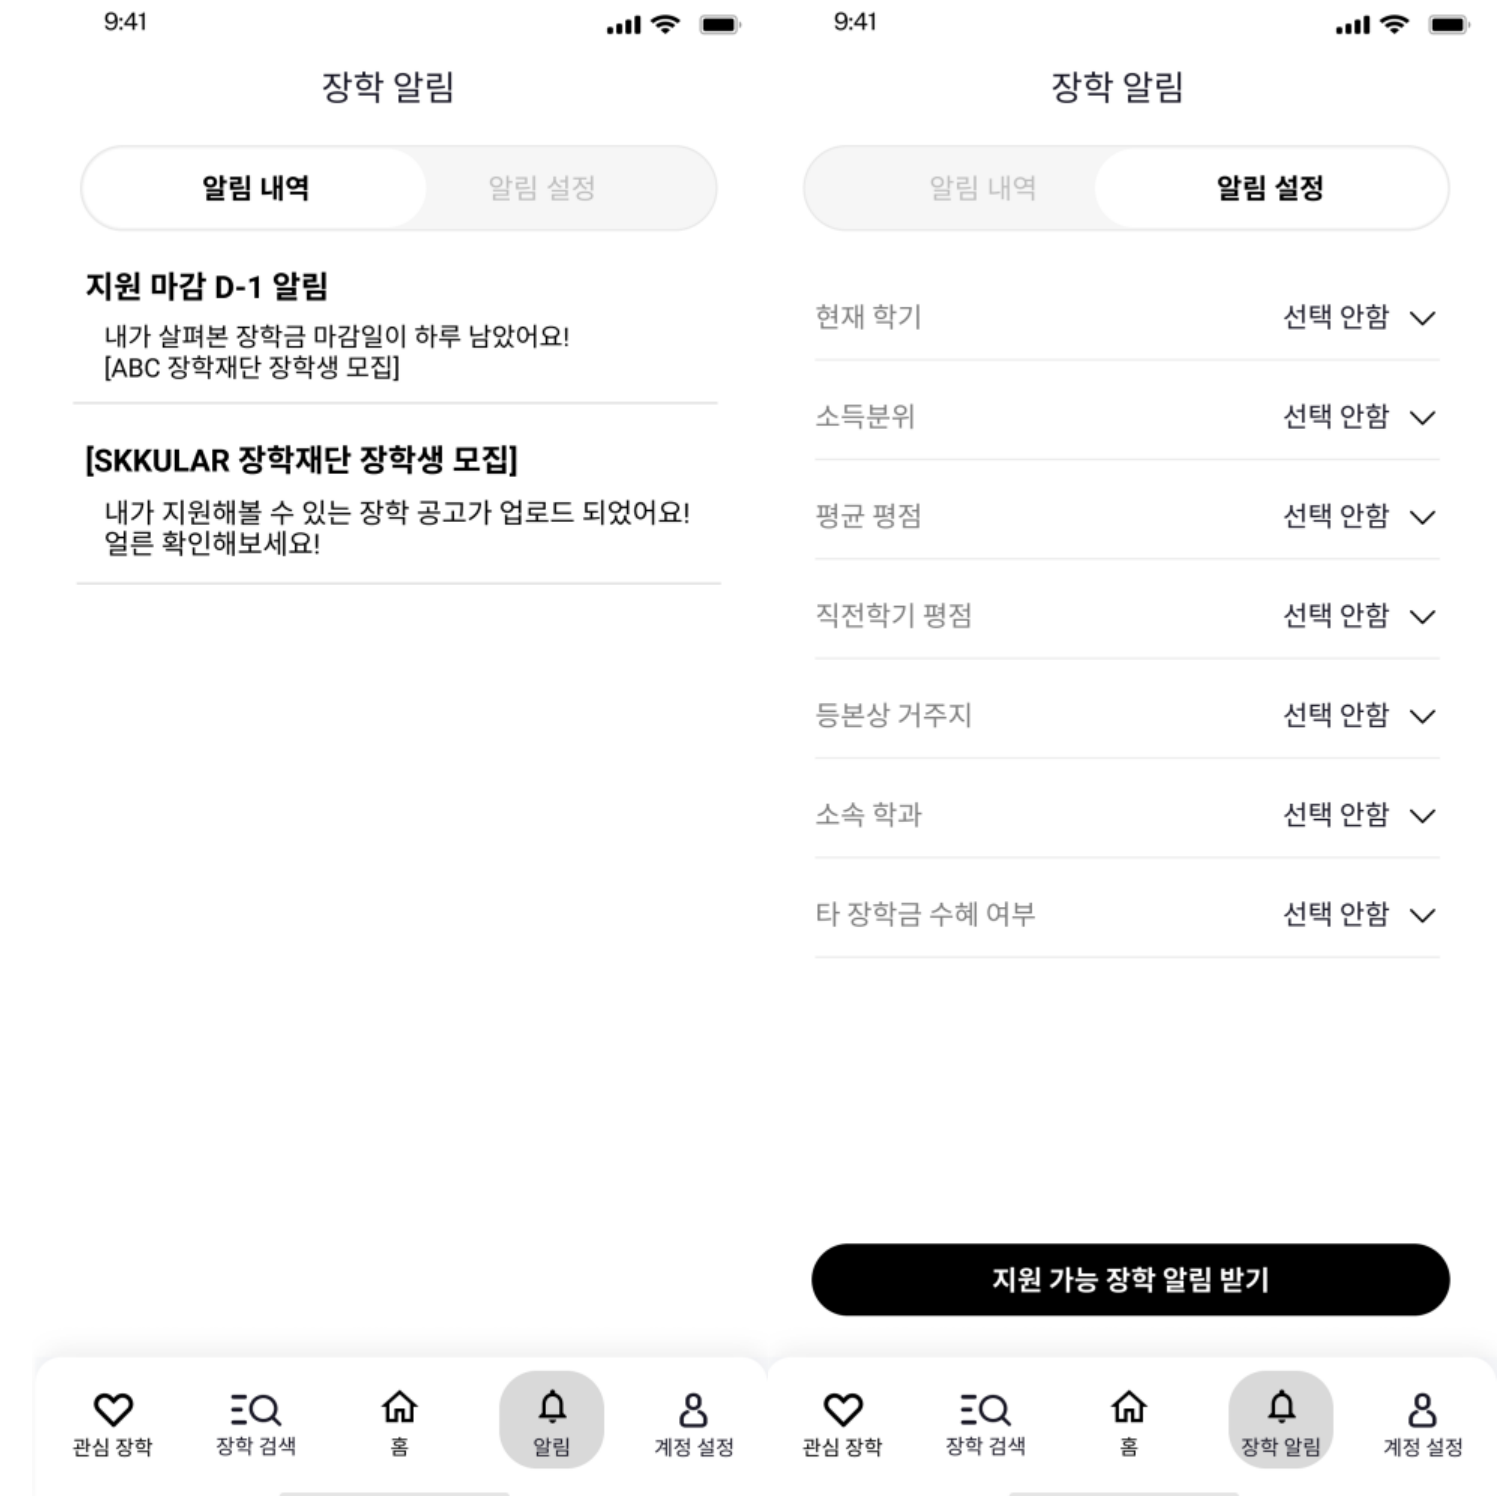 9:41
장학 알림
알림 내역
알림 설정
지원 마감 D-1 알림
내가 살펴본 장학금 마감일이 하루 남았어요!
[ABC 장학재단 장학생 모집]
[SKKULAR 장학재단 장학생 모집]
내가 지원해볼 수 있는 장학 공고가 업로드 되었어요!
얼른 확인해보세요!
관심 장학
장학 검색
홈
알림
계정 설정
9:41
장학 알림
알림 내역
알림 설정
현재 학기 선택 안함
소득분위 선택 안함
평균 평점 선택 안함
직전학기 평점 선택 안함
등본상 거주지 선택 안함
소속 학과 선택 안함
타 장학금 수혜 여부 선택 안함
지원 가능 장학 알림 받기
관심 장학
장학 검색
홈
장학 알림
계정 설정